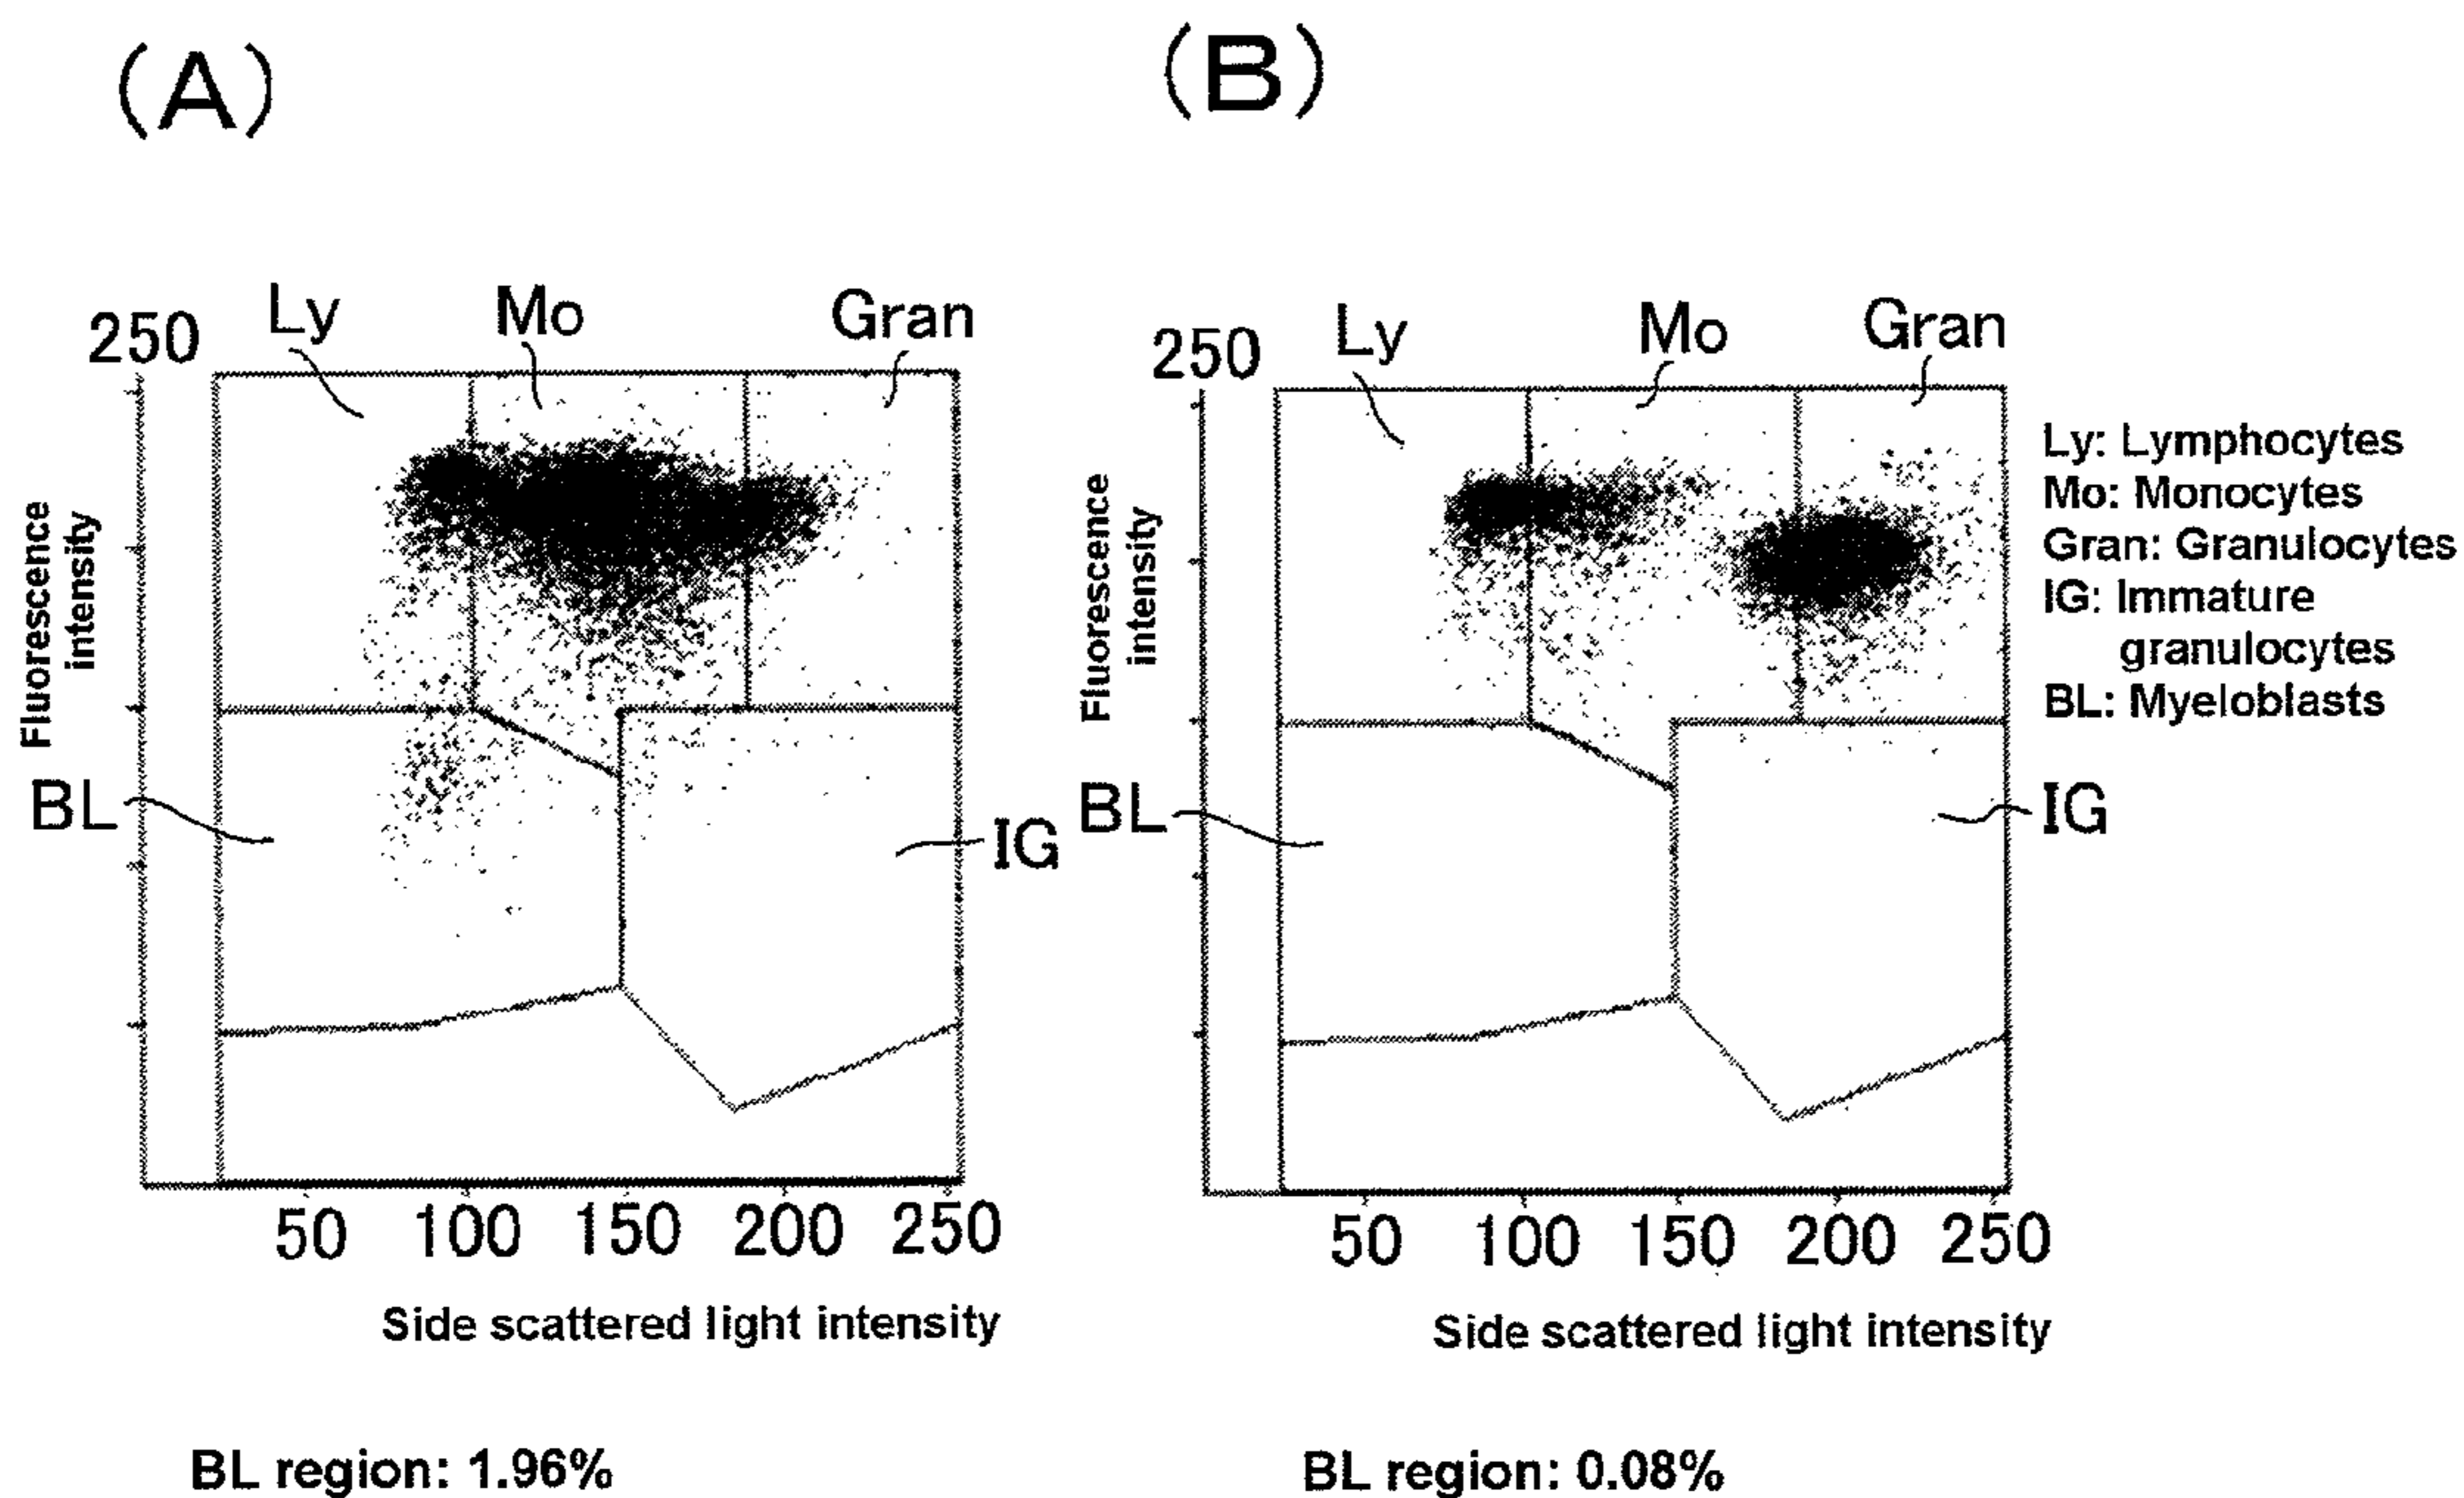 (A)
(B)
Ly
Mo
Gran
250
Fluorescence
intensity
BL
IG
50 100 150 200 250
Side scattered light intensity
BL region: 1.96%
Ly
Mo
Gran
250
Fluorescence
intensity
BL
IG
50 100 150 200 250
Side scattered light intensity
BL region: 0.08%
Ly: Lymphocytes
Mo: Monocytes
Gran: Granulocytes
IG: Immature
granulocytes
BL: Myeloblasts